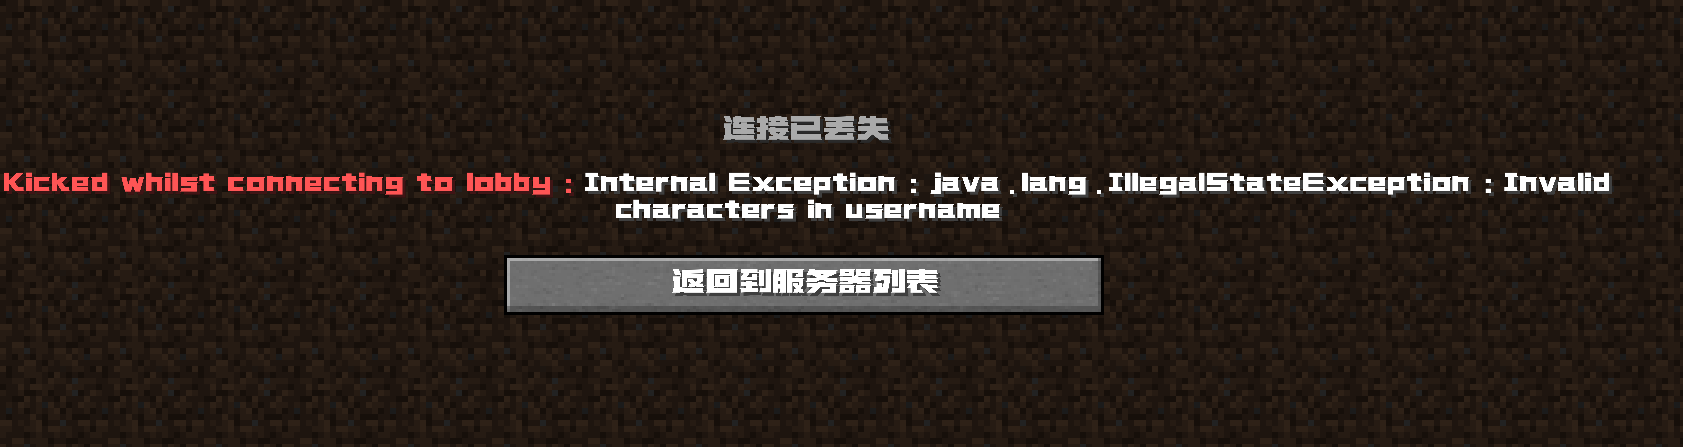 连接已丢失
Kicked whilst connecting to lobby : Internal Exception : java.lang.IllegalStateException : Invalid
characters in username
返回到服务器列表